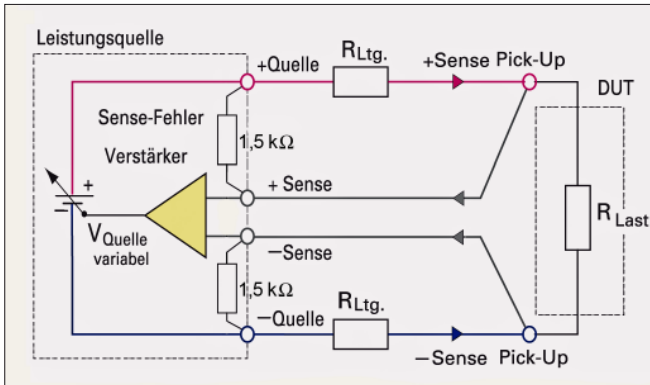 Leistungsquelle
+Quelle
RLtg.
+Sense Pick-Up
DUT
Sense-Fehler
Verstärker
1,5 kΩ
+ Sense
+
−
VQuelle
variabel
RLast
−Sense
1,5 kΩ
−Quelle
RLtg.
−Sense Pick-Up